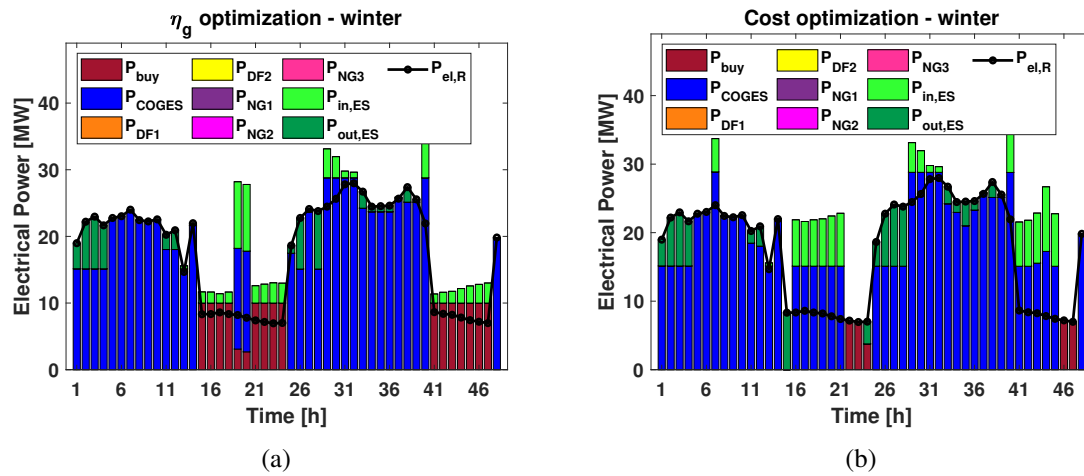 η_g optimization - winter
P_buy P_DF2 P_NG3 P_el,R
P_COGES P_NG1 P_in,ES
P_DF1 P_NG2 P_out,ES
Electrical Power [MW]
0 10 20 30 40
1 6 11 16 21 26 31 36 41 46
Time [h]
(a)
Cost optimization - winter
P_buy P_DF2 P_NG3 P_el,R
P_COGES P_NG1 P_in,ES
P_DF1 P_NG2 P_out,ES
Electrical Power [MW]
0 10 20 30 40
1 6 11 16 21 26 31 36 41 46
Time [h]
(b)